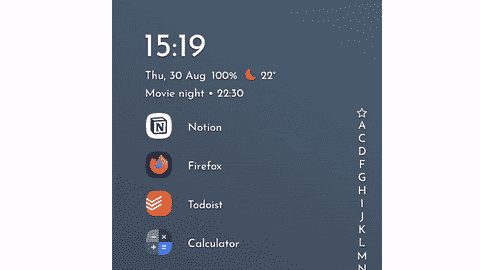 15:19
Thu, 30 Aug 100% 22°
Movie night • 22:30
Notion
Firefox
Todoist
Calculator
A
C
D
F
G
H
I
J
K
L
M
N